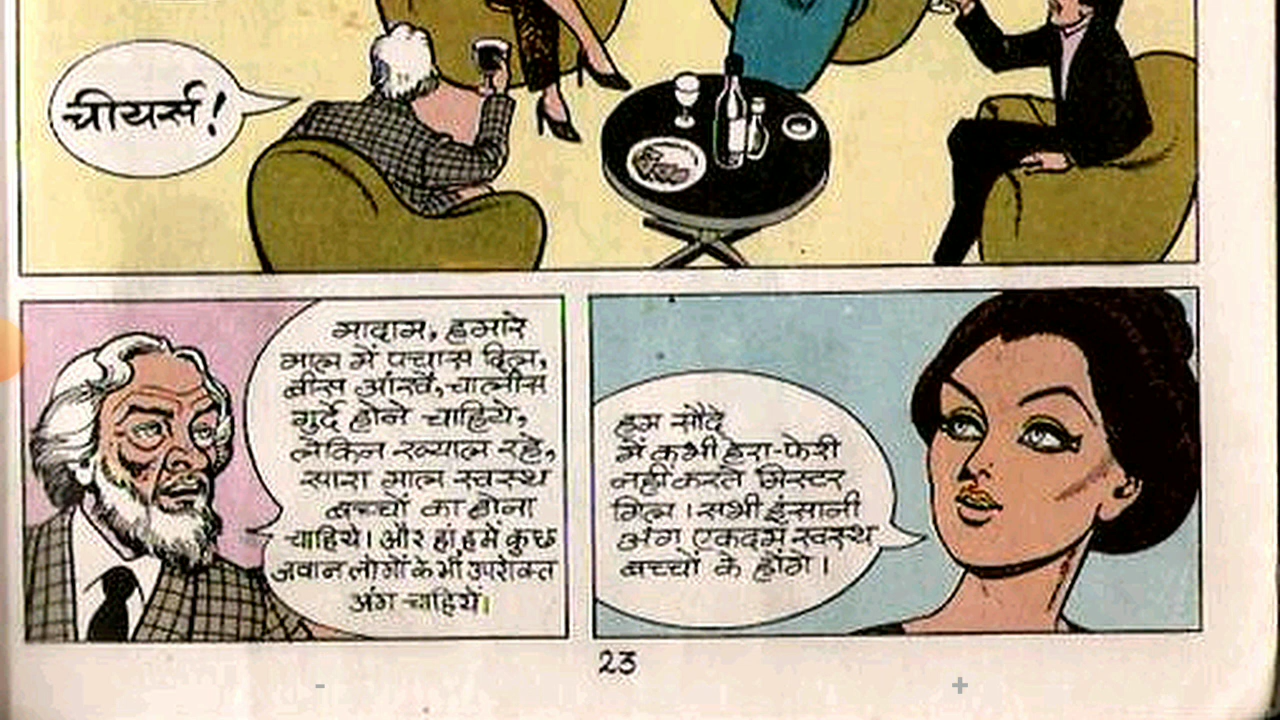 चीयर्स!
मादाम, हमारे
माल में पचास दिल,
बीस आंखें, चालीस
गुर्दे होने चाहिये,
लेकिन ख्याल रहे,
सारा माल स्वस्थ
बच्चों का होना
चाहिये। और हां हमें कुछ
जवान लोगों के भी उपरोक्त
अंग चाहियें।
हम सौदे
में कभी हेरा-फेरी
नहीं करते मिस्टर
गिल। सभी इंसानी
अंग एकदम स्वस्थ
बच्चों के होंगे।
23